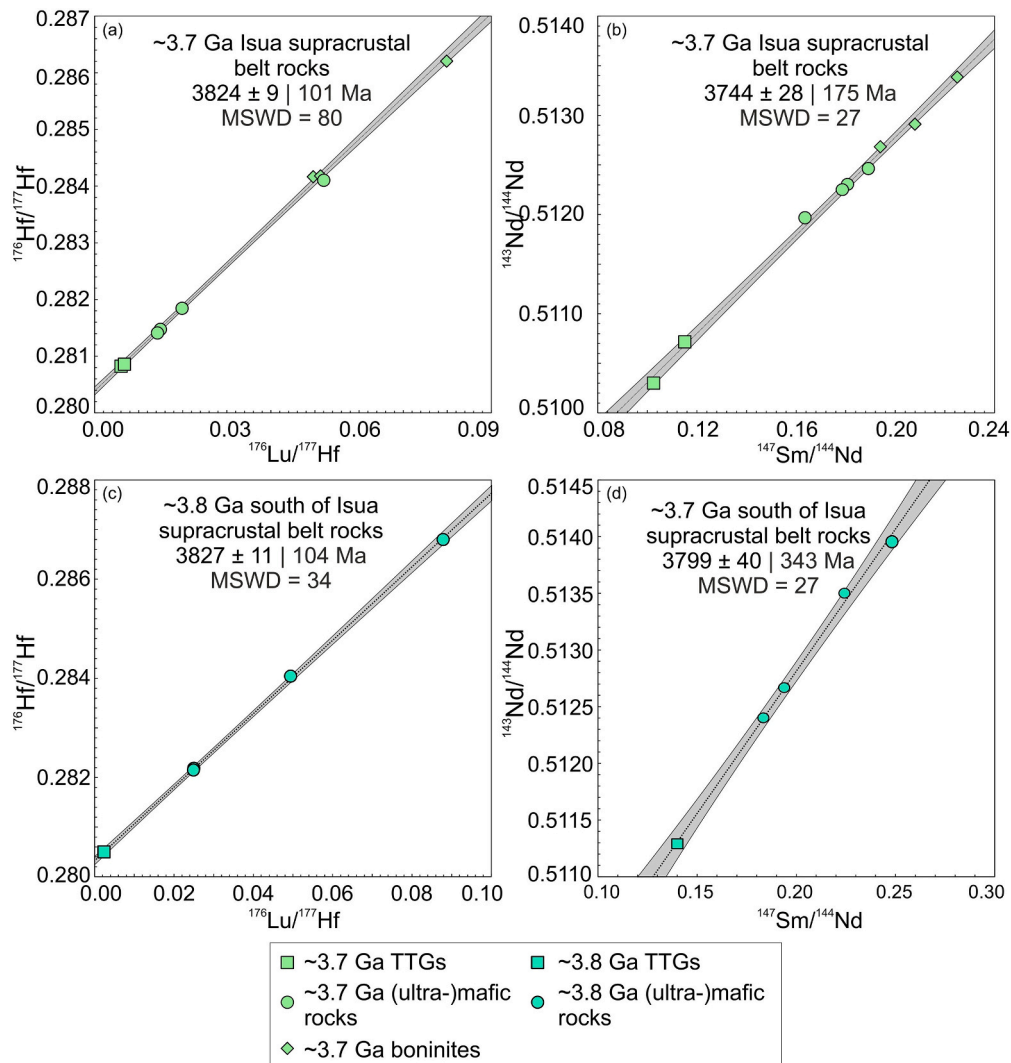 (a)
~3.7 Ga Isua supracrustal
belt rocks
3824 ± 9 | 101 Ma
MSWD = 80
0.287
0.286
0.285
0.284
0.283
0.282
0.281
0.280
¹⁷⁶Hf/¹⁷⁷Hf
0.00
0.03
0.06
0.09
¹⁷⁶Lu/¹⁷⁷Hf
(b)
~3.7 Ga Isua supracrustal
belt rocks
3744 ± 28 | 175 Ma
MSWD = 27
0.5140
0.5130
0.5120
0.5110
0.5100
¹⁴³Nd/¹⁴⁴Nd
0.08
0.12
0.16
0.20
0.24
¹⁴⁷Sm/¹⁴⁴Nd
(c)
~3.8 Ga south of Isua
supracrustal belt rocks
3827 ± 11 | 104 Ma
MSWD = 34
0.288
0.286
0.284
0.282
0.280
¹⁷⁶Hf/¹⁷⁷Hf
0.00
0.02
0.04
0.06
0.08
0.10
¹⁷⁶Lu/¹⁷⁷Hf
(d)
~3.7 Ga south of Isua
supracrustal belt rocks
3799 ± 40 | 343 Ma
MSWD = 27
0.5145
0.5140
0.5135
0.5130
0.5125
0.5120
0.5115
0.5110
¹⁴³Nd/¹⁴⁴Nd
0.10
0.15
0.20
0.25
0.30
¹⁴⁷Sm/¹⁴⁴Nd
~3.7 Ga TTGs
~3.7 Ga (ultra-)mafic
rocks
~3.7 Ga boninites
~3.8 Ga TTGs
~3.8 Ga (ultra-)mafic
rocks